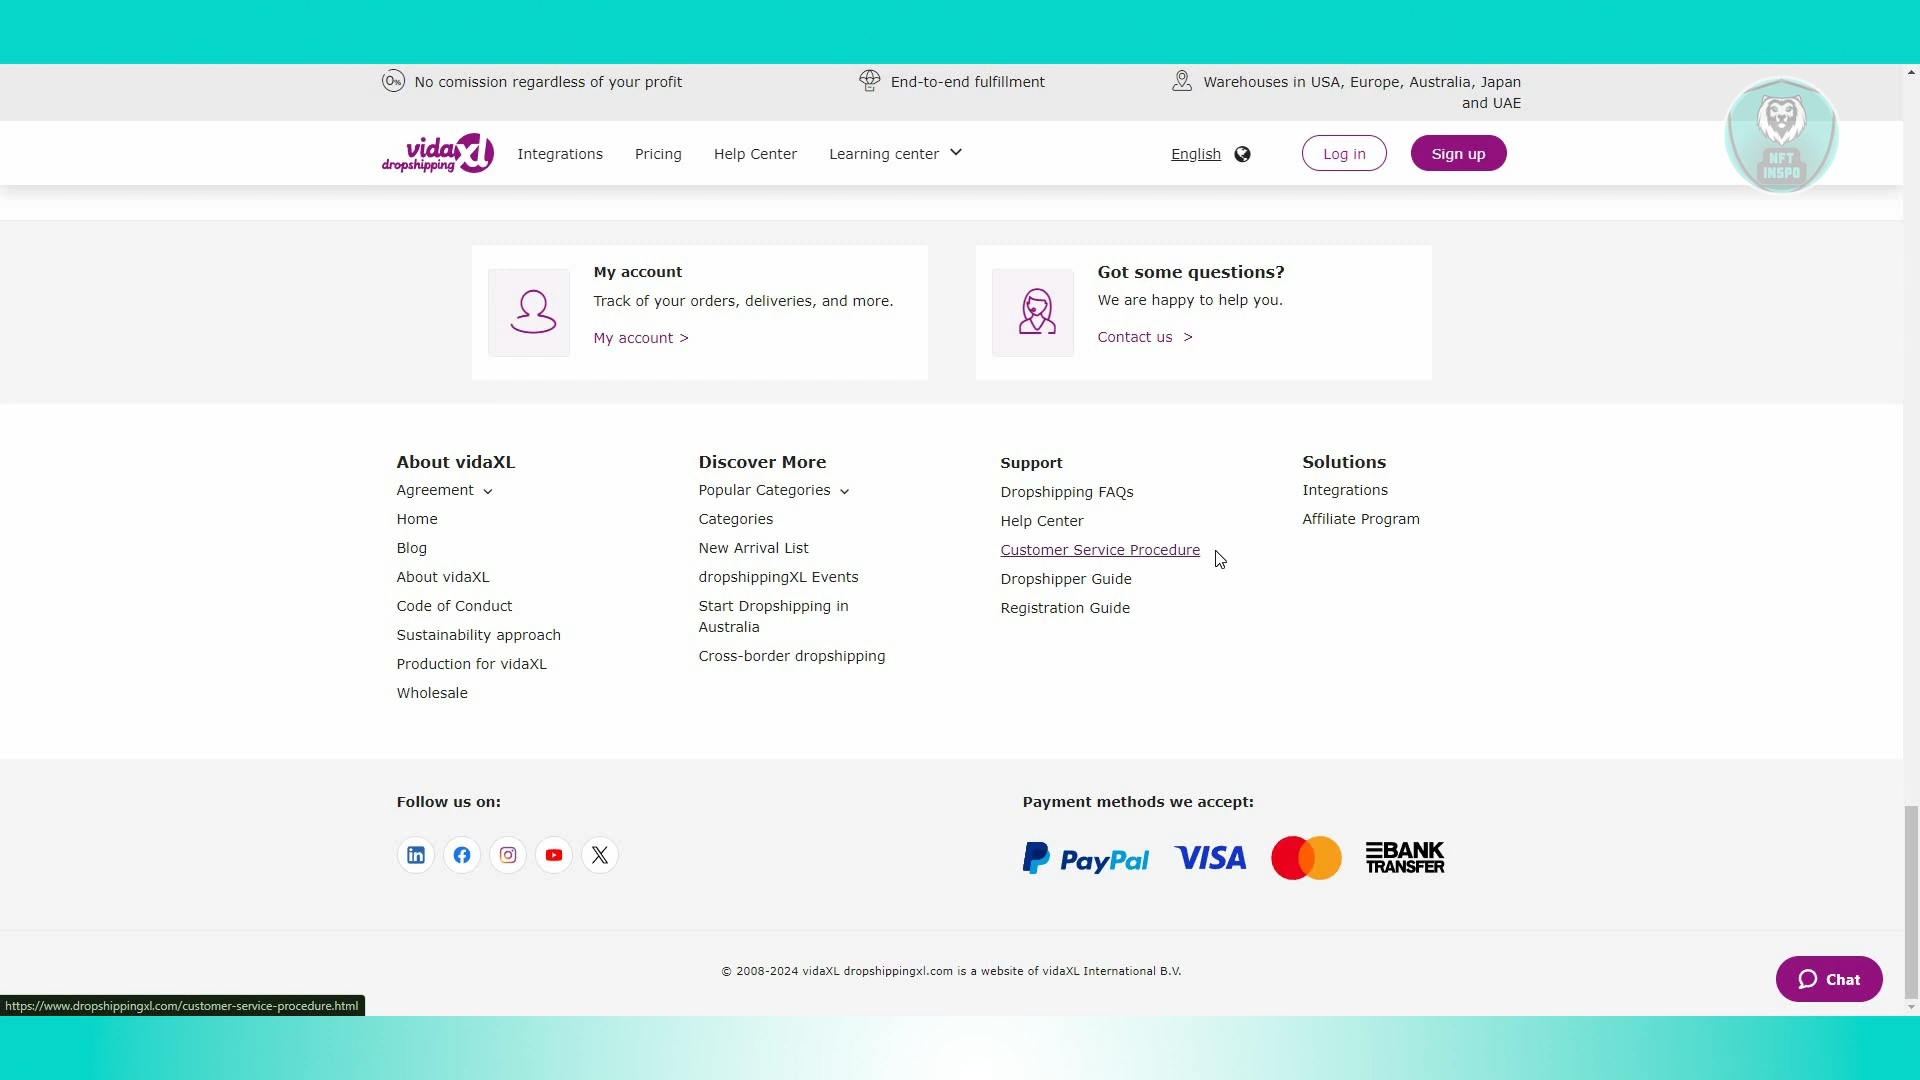 0% No comission regardless of your profit
End-to-end fulfillment
Warehouses in USA, Europe, Australia, Japan
and UAE
vidaXL
dropshipping
Integrations
Pricing
Help Center
Learning center
English
Log in
Sign up
NFT
INSPO
My account
Track of your orders, deliveries, and more.
My account >
Got some questions?
We are happy to help you.
Contact us >
About vidaXL
Agreement
Home
Blog
About vidaXL
Code of Conduct
Sustainability approach
Production for vidaXL
Wholesale
Discover More
Popular Categories
Categories
New Arrival List
dropshippingXL Events
Start Dropshipping in
Australia
Cross-border dropshipping
Support
Dropshipping FAQs
Help Center
Customer Service Procedure
Dropshipper Guide
Registration Guide
Solutions
Integrations
Affiliate Program
Follow us on:
Payment methods we accept:
PayPal
VISA
BANK
TRANSFER
© 2008-2024 vidaXL dropshippingxl.com is a website of vidaXL International B.V.
Chat
https://www.dropshippingxl.com/customer-service-procedure.html